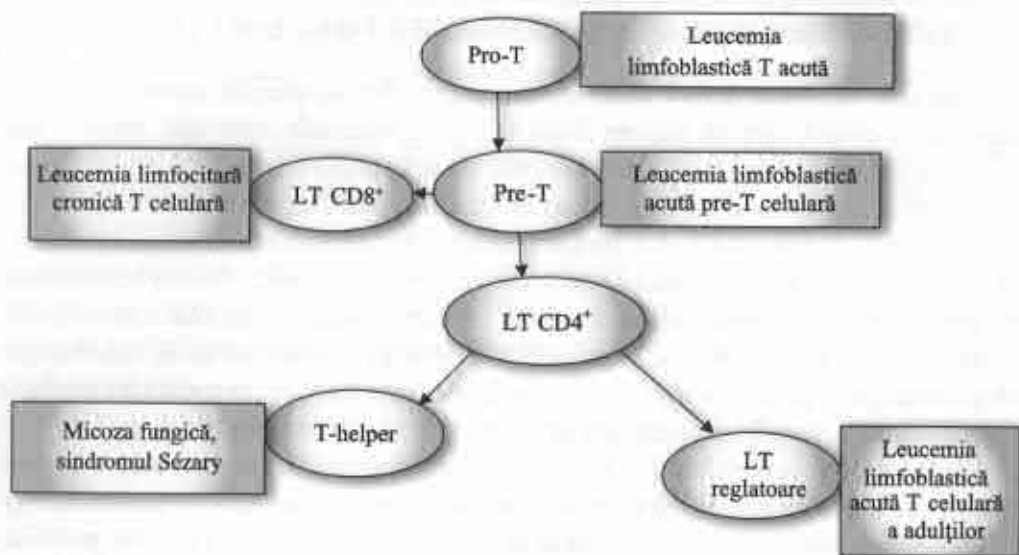 Pro-T
Leucemia
limfoblastică T acută
Leucemia limfocitară
cronică T celulară
LT CD8⁺
Pre-T
Leucemia limfoblastică
acută pre-T celulară
LT CD4⁺
Micoza fungică,
sindromul Sézary
T-helper
LT
reglatoare
Leucemia
limfoblastică
acută T celulară
a adulților